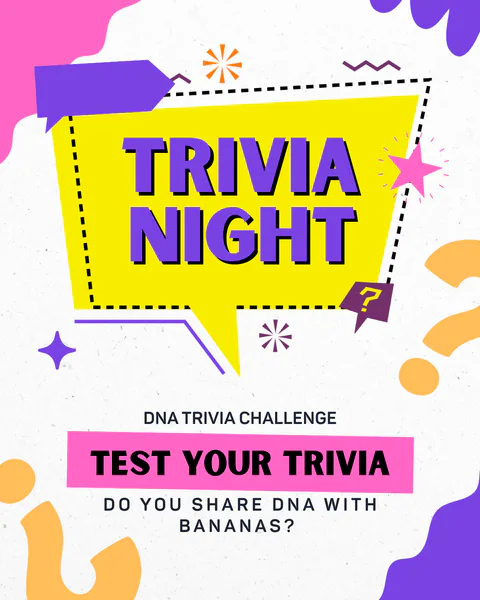 TRIVIA
NIGHT
?
DNA TRIVIA CHALLENGE
TEST YOUR TRIVIA
DO YOU SHARE DNA WITH
BANANAS?